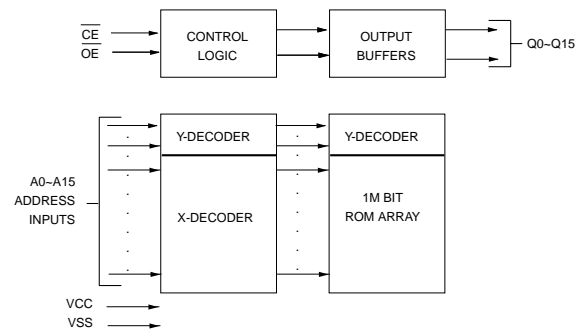 CE
OE
CONTROL
LOGIC
OUTPUT
BUFFERS
Q0~Q15
A0~A15
ADDRESS
INPUTS
Y-DECODER
X-DECODER
Y-DECODER
1M BIT
ROM ARRAY
VCC
VSS